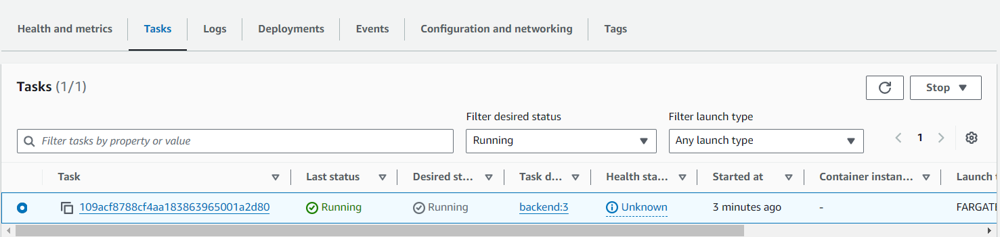 Health and metrics Tasks Logs Deployments Events Configuration and networking Tags
Tasks (1/1)
Stop
Filter desired status Filter launch type
Filter tasks by property or value Running Any launch type 1
Task Last status Desired st... Task d... Health sta... Started at Container instan... Launch
109acf8788cf4aa183863965001a2d80 Running Running backend:3 Unknown 3 minutes ago - FARGATE